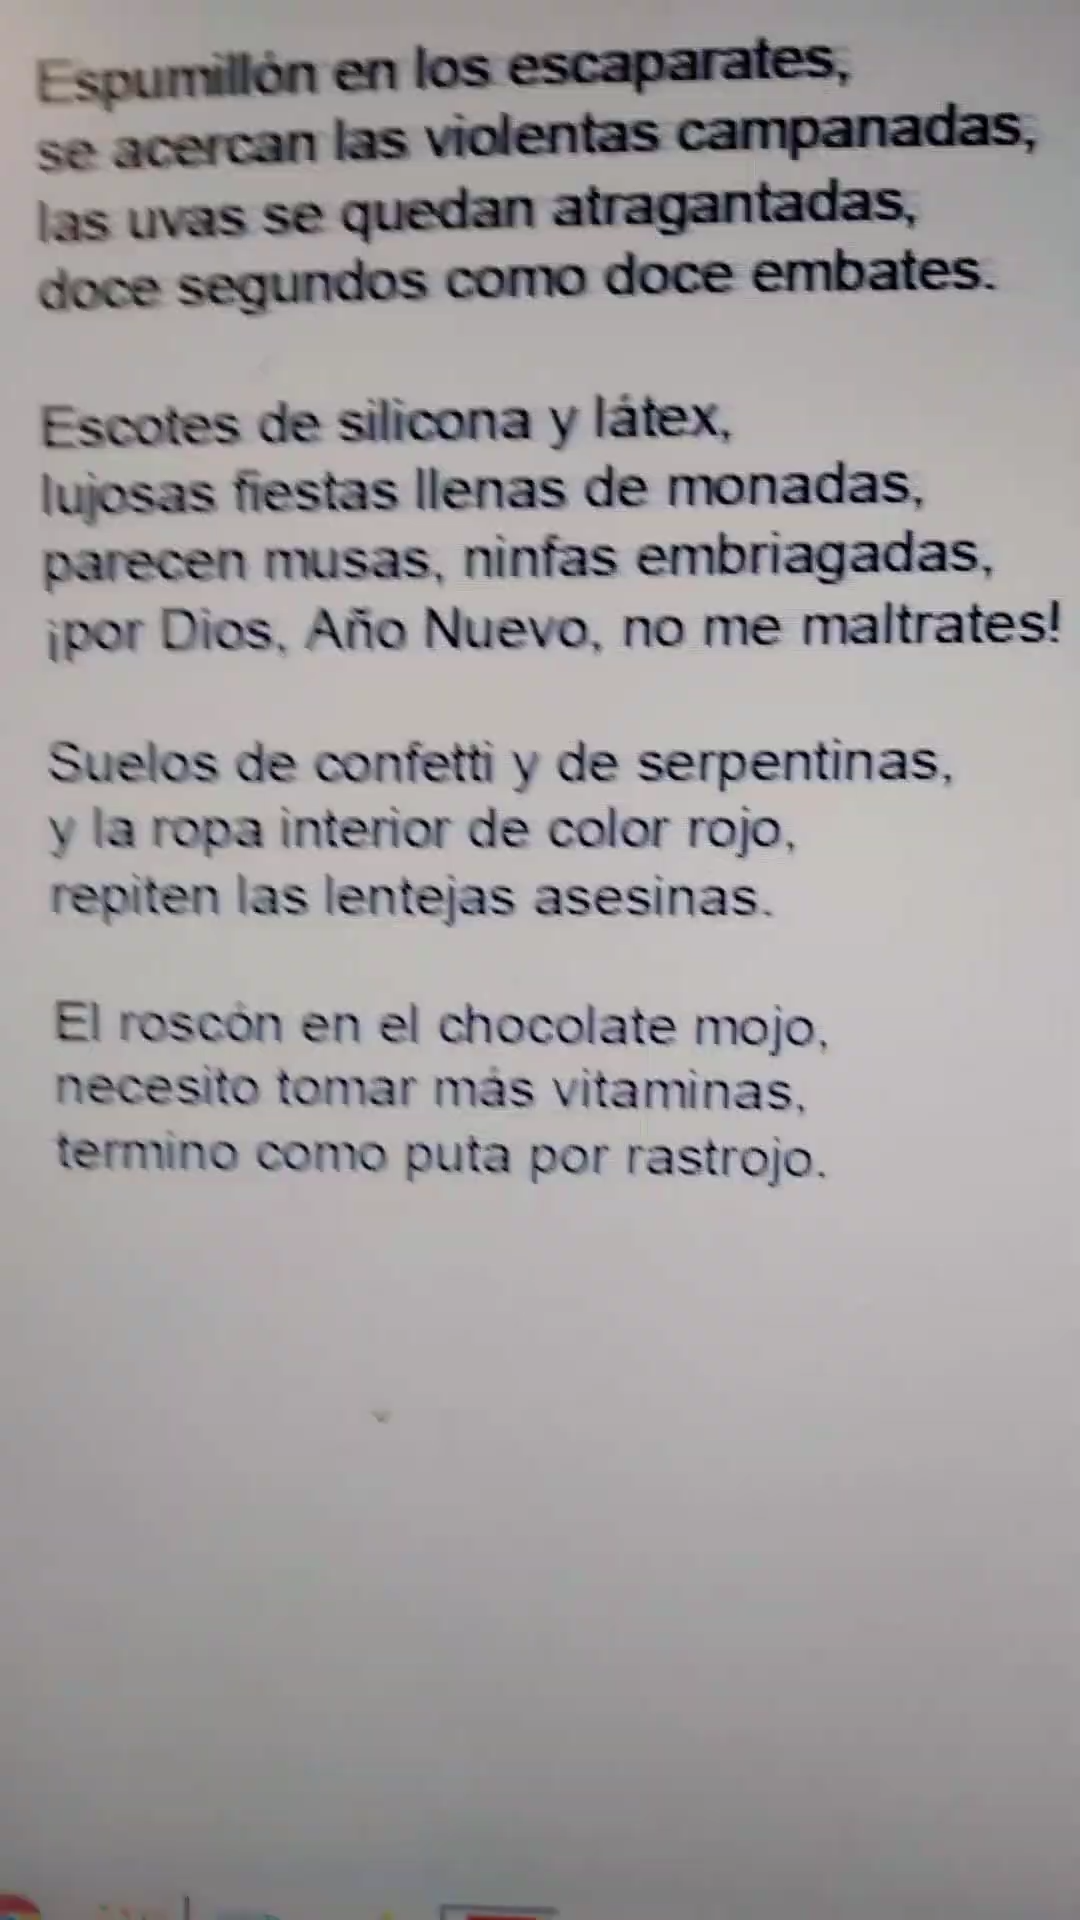 Espumillón en los escaparates,
se acercan las violentas campanadas,
las uvas se quedan atragantadas,
doce segundos como doce embates.
Escotes de silicona y látex,
lujosas fiestas llenas de monadas,
parecen musas, ninfas embriagadas,
¡por Dios, Año Nuevo, no me maltrates!
Suelos de confetti y de serpentinas,
y la ropa interior de color rojo,
repiten las lentejas asesinas.
El roscón en el chocolate mojo,
necesito tomar más vitaminas,
termino como puta por rastrojo.